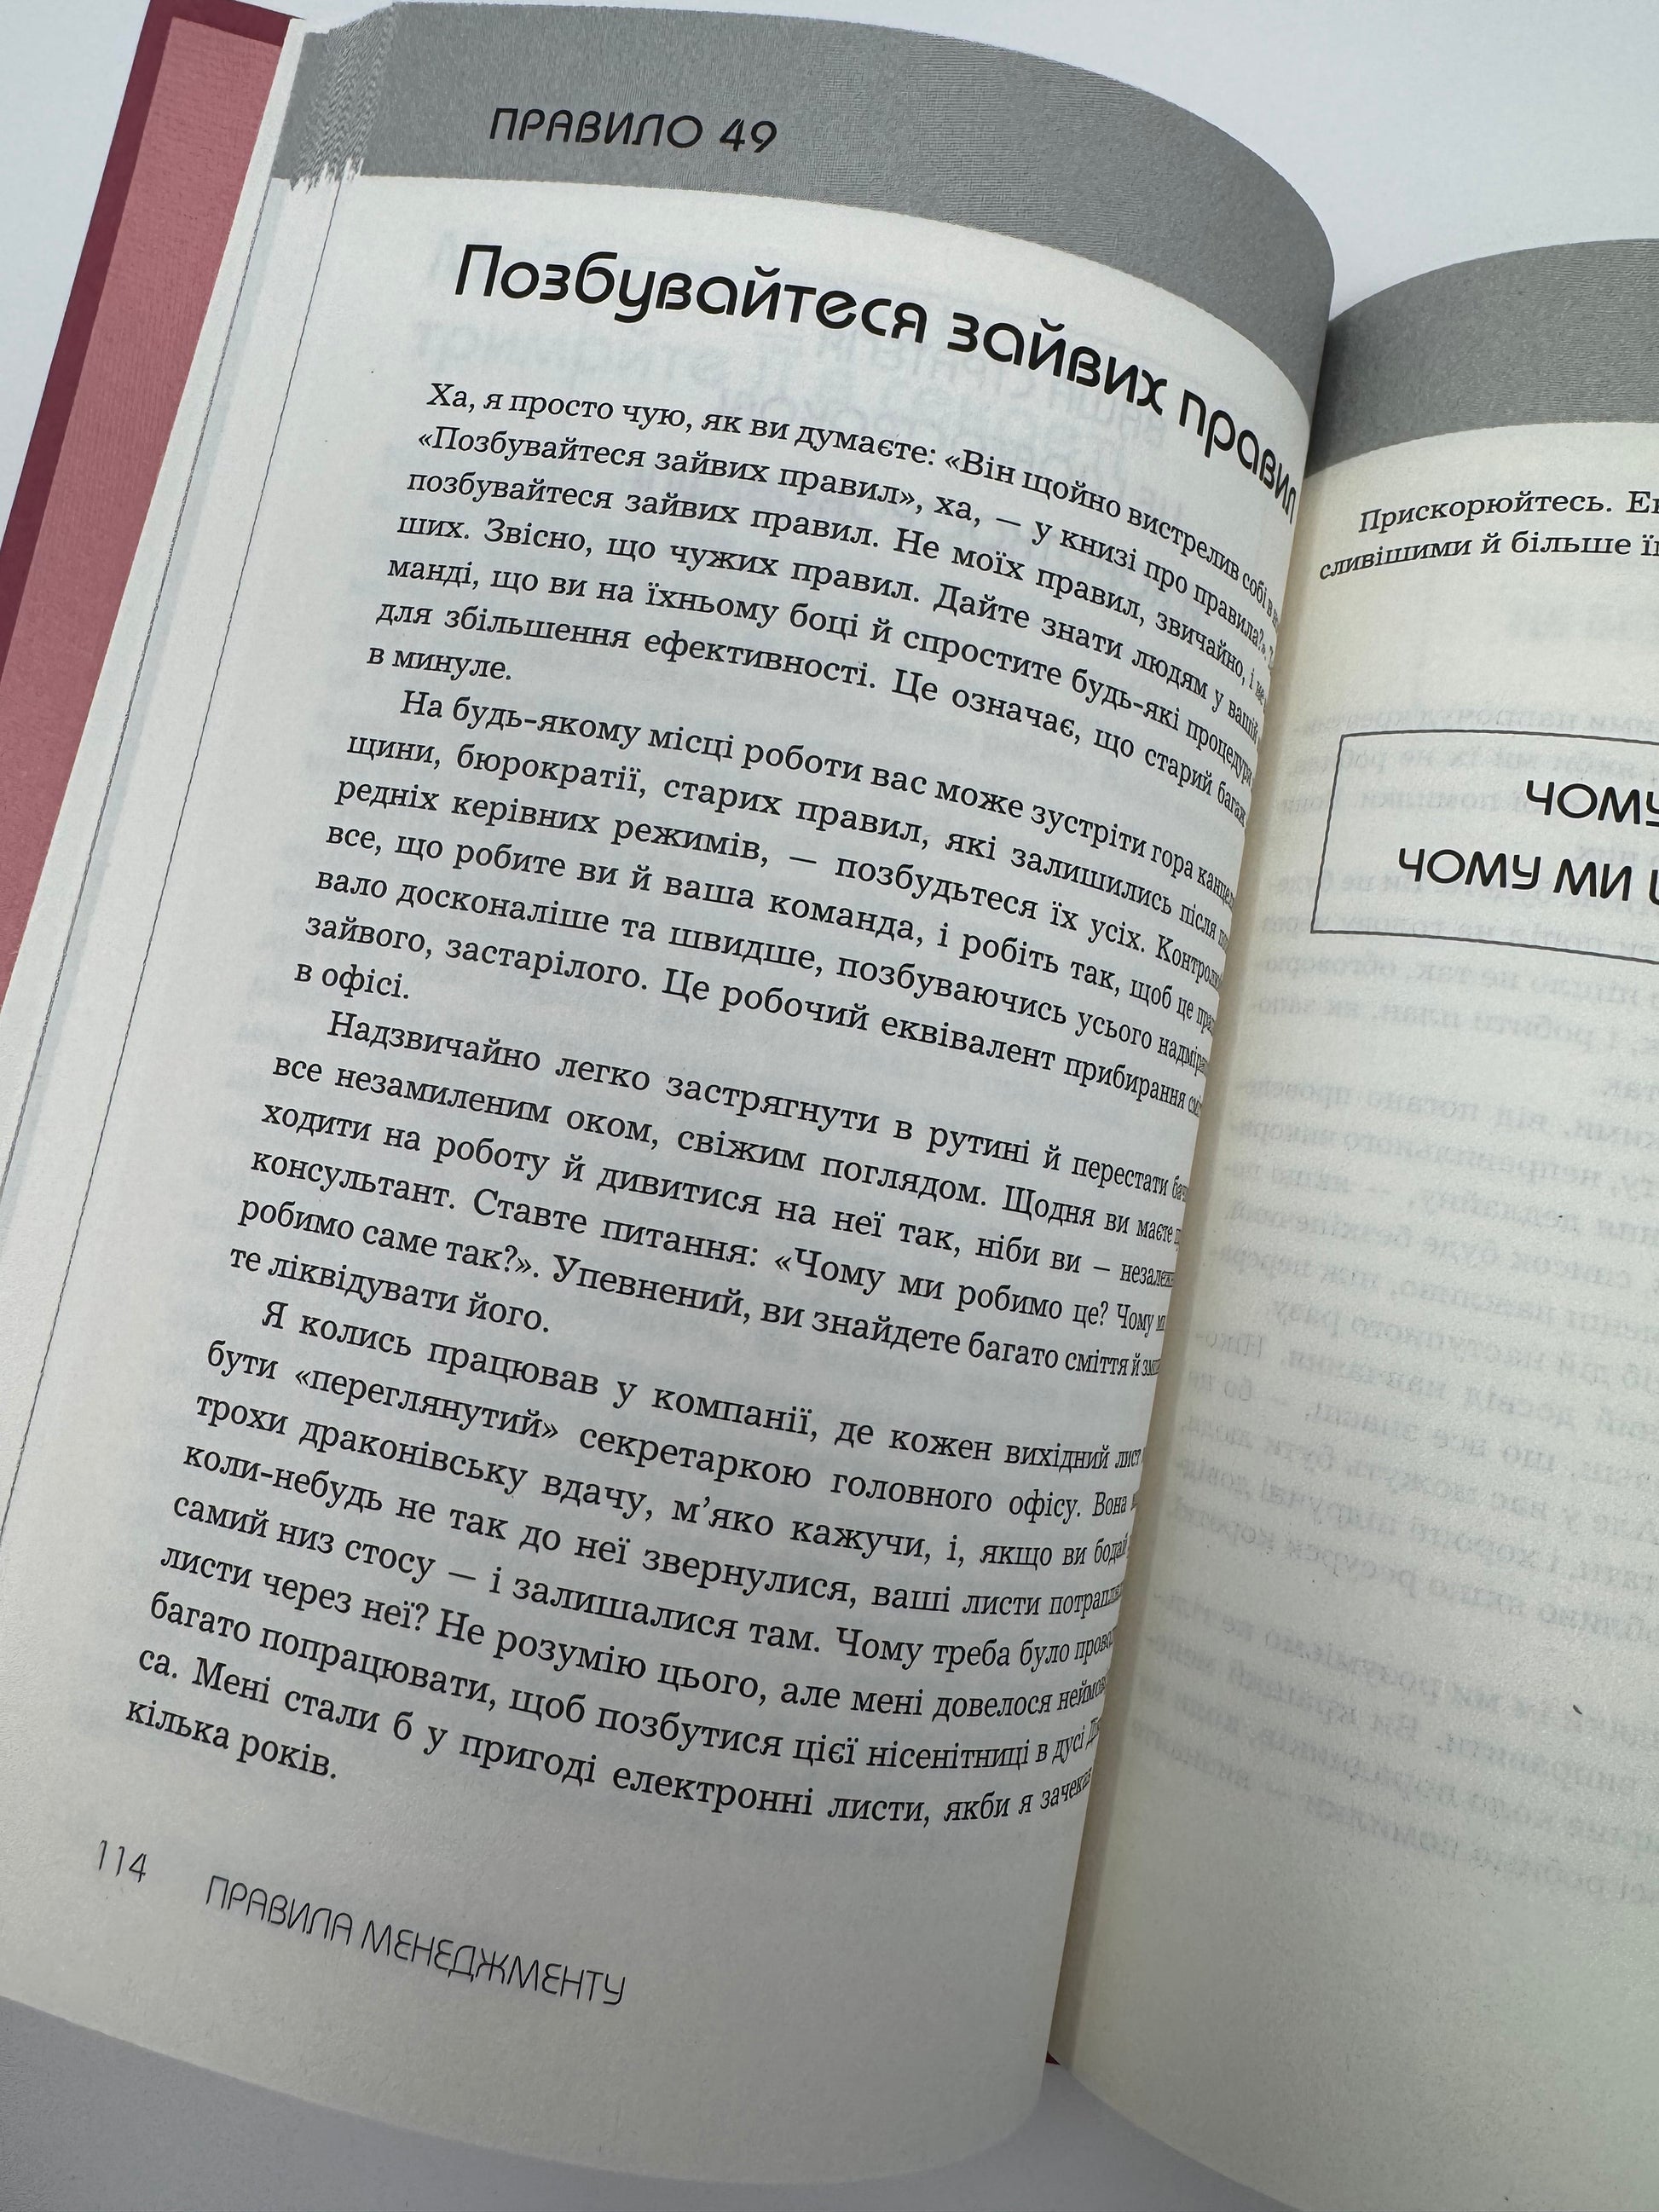 ПРАВИЛО 49
Позбувайтеся зайвих правил
Ха, я просто чую, як ви думаєте: «Він щойно вистрелив собі в
«Позбувайтеся зайвих правил», ха, — у книзі про правила?».
позбувайтеся зайвих правил. Не моїх правил, звичайно, і не
ших. Звісно, що чужих правил. Дайте знати людям у вашій
манді, що ви на їхньому боці й спростите будь-які процедури
для збільшення ефективності. Це означає, що старий багаж
в минуле.
На будь-якому місці роботи вас може зустріти гора канцел
щини, бюрократії, старих правил, які залишились після по
редніх керівних режимів, — позбудьтеся їх усіх. Контролю
все, що робите ви й ваша команда, і робіть так, щоб це пра
вало досконаліше та швидше, позбуваючись усього надмір
зайвого, застарілого. Це робочий еквівалент прибирання
в офісі.
Надзвичайно легко застрягнути в рутині й перестати бач
все незамиленим оком, свіжим поглядом. Щодня ви маєте
ходити на роботу й дивитися на неї так, ніби ви — незалеж
консультант. Ставте питання: «Чому ми робимо це? Чому ми
робимо саме так?». Упевнений, ви знайдете багато сміття й
те ліквідувати його.
Я колись працював у компанії, де кожен вихідний лист
бути «переглянутий» секретаркою головного офісу. Вона
трохи драконівську вдачу, м’яко кажучи, і, якщо ви бодай
коли-небудь не так до неї звернулися, ваші листи потрапля
самий низ стосу — і залишалися там. Чому треба було прово
листи через неї? Не розумію цього, але мені довелося неймов
багато попрацювати, щоб позбутися цієї нісенітниці в дусі
са. Мені стали б у пригоді електронні листи, якби я зачекав
кілька років.
114 ПРАВИЛА МЕНЕДЖМЕНТУ
Прискорюйтесь.
сливішими й більше
ЧОМУ
ЧОМУ МИ